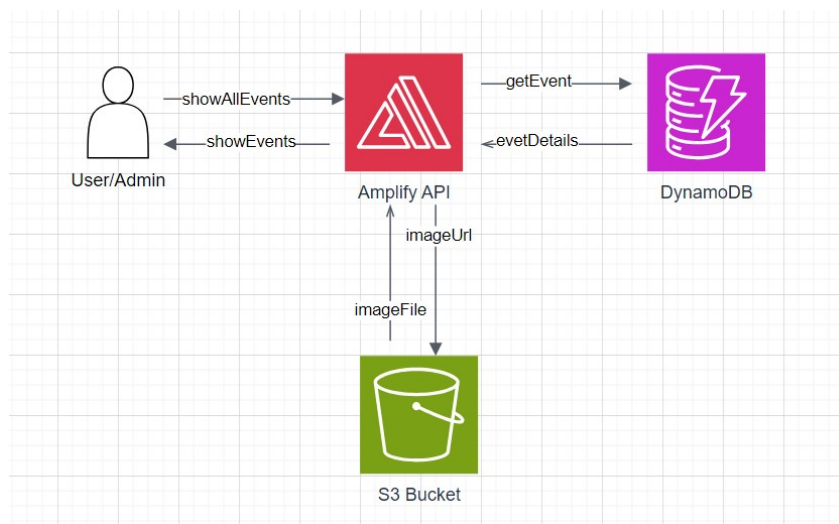 showAllEvents
getEvent
showEvents
evetDetails
User/Admin
Amplify API
DynamoDB
imageUrl
imageFile
S3 Bucket